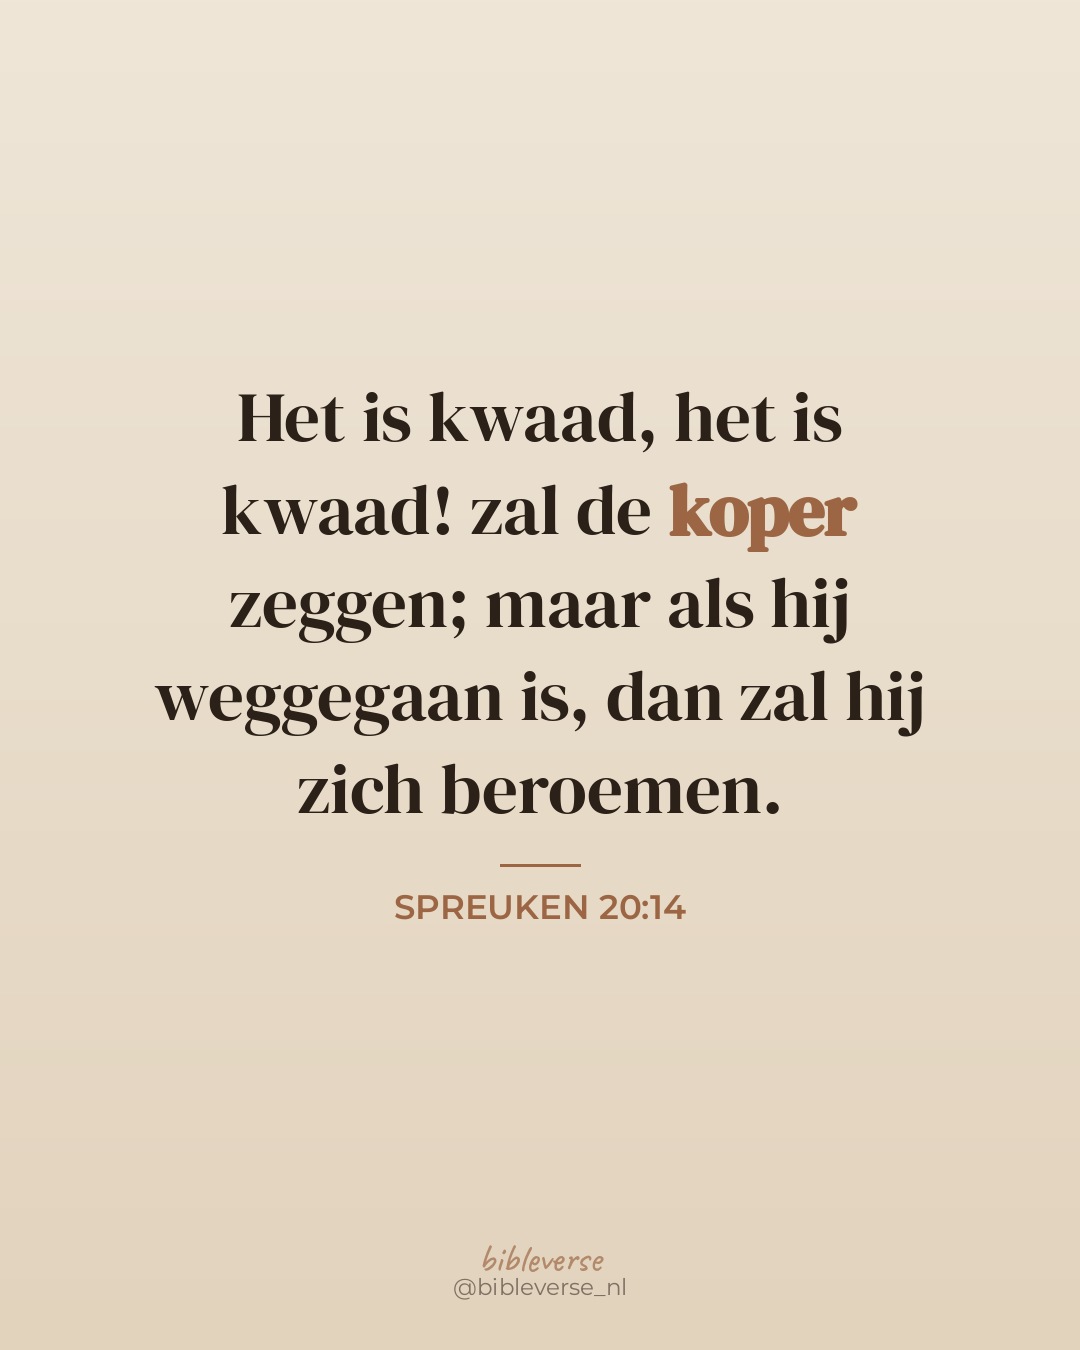 Het is kwaad, het is
kwaad! zal de koper
zeggen; maar als hij
weggegaan is, dan zal hij
zich beroemen.
SPREUKEN 20:14
bibleverse
@bibleverse_nl